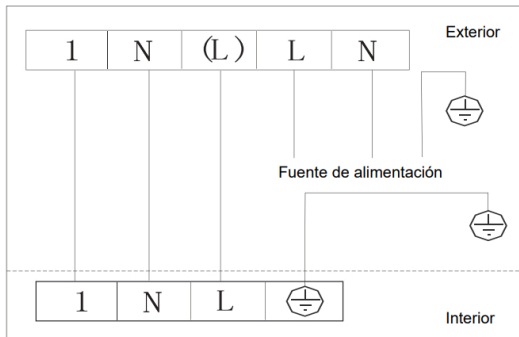 Exterior
1 N (L) L N
Fuente de alimentación
1 N L
Interior